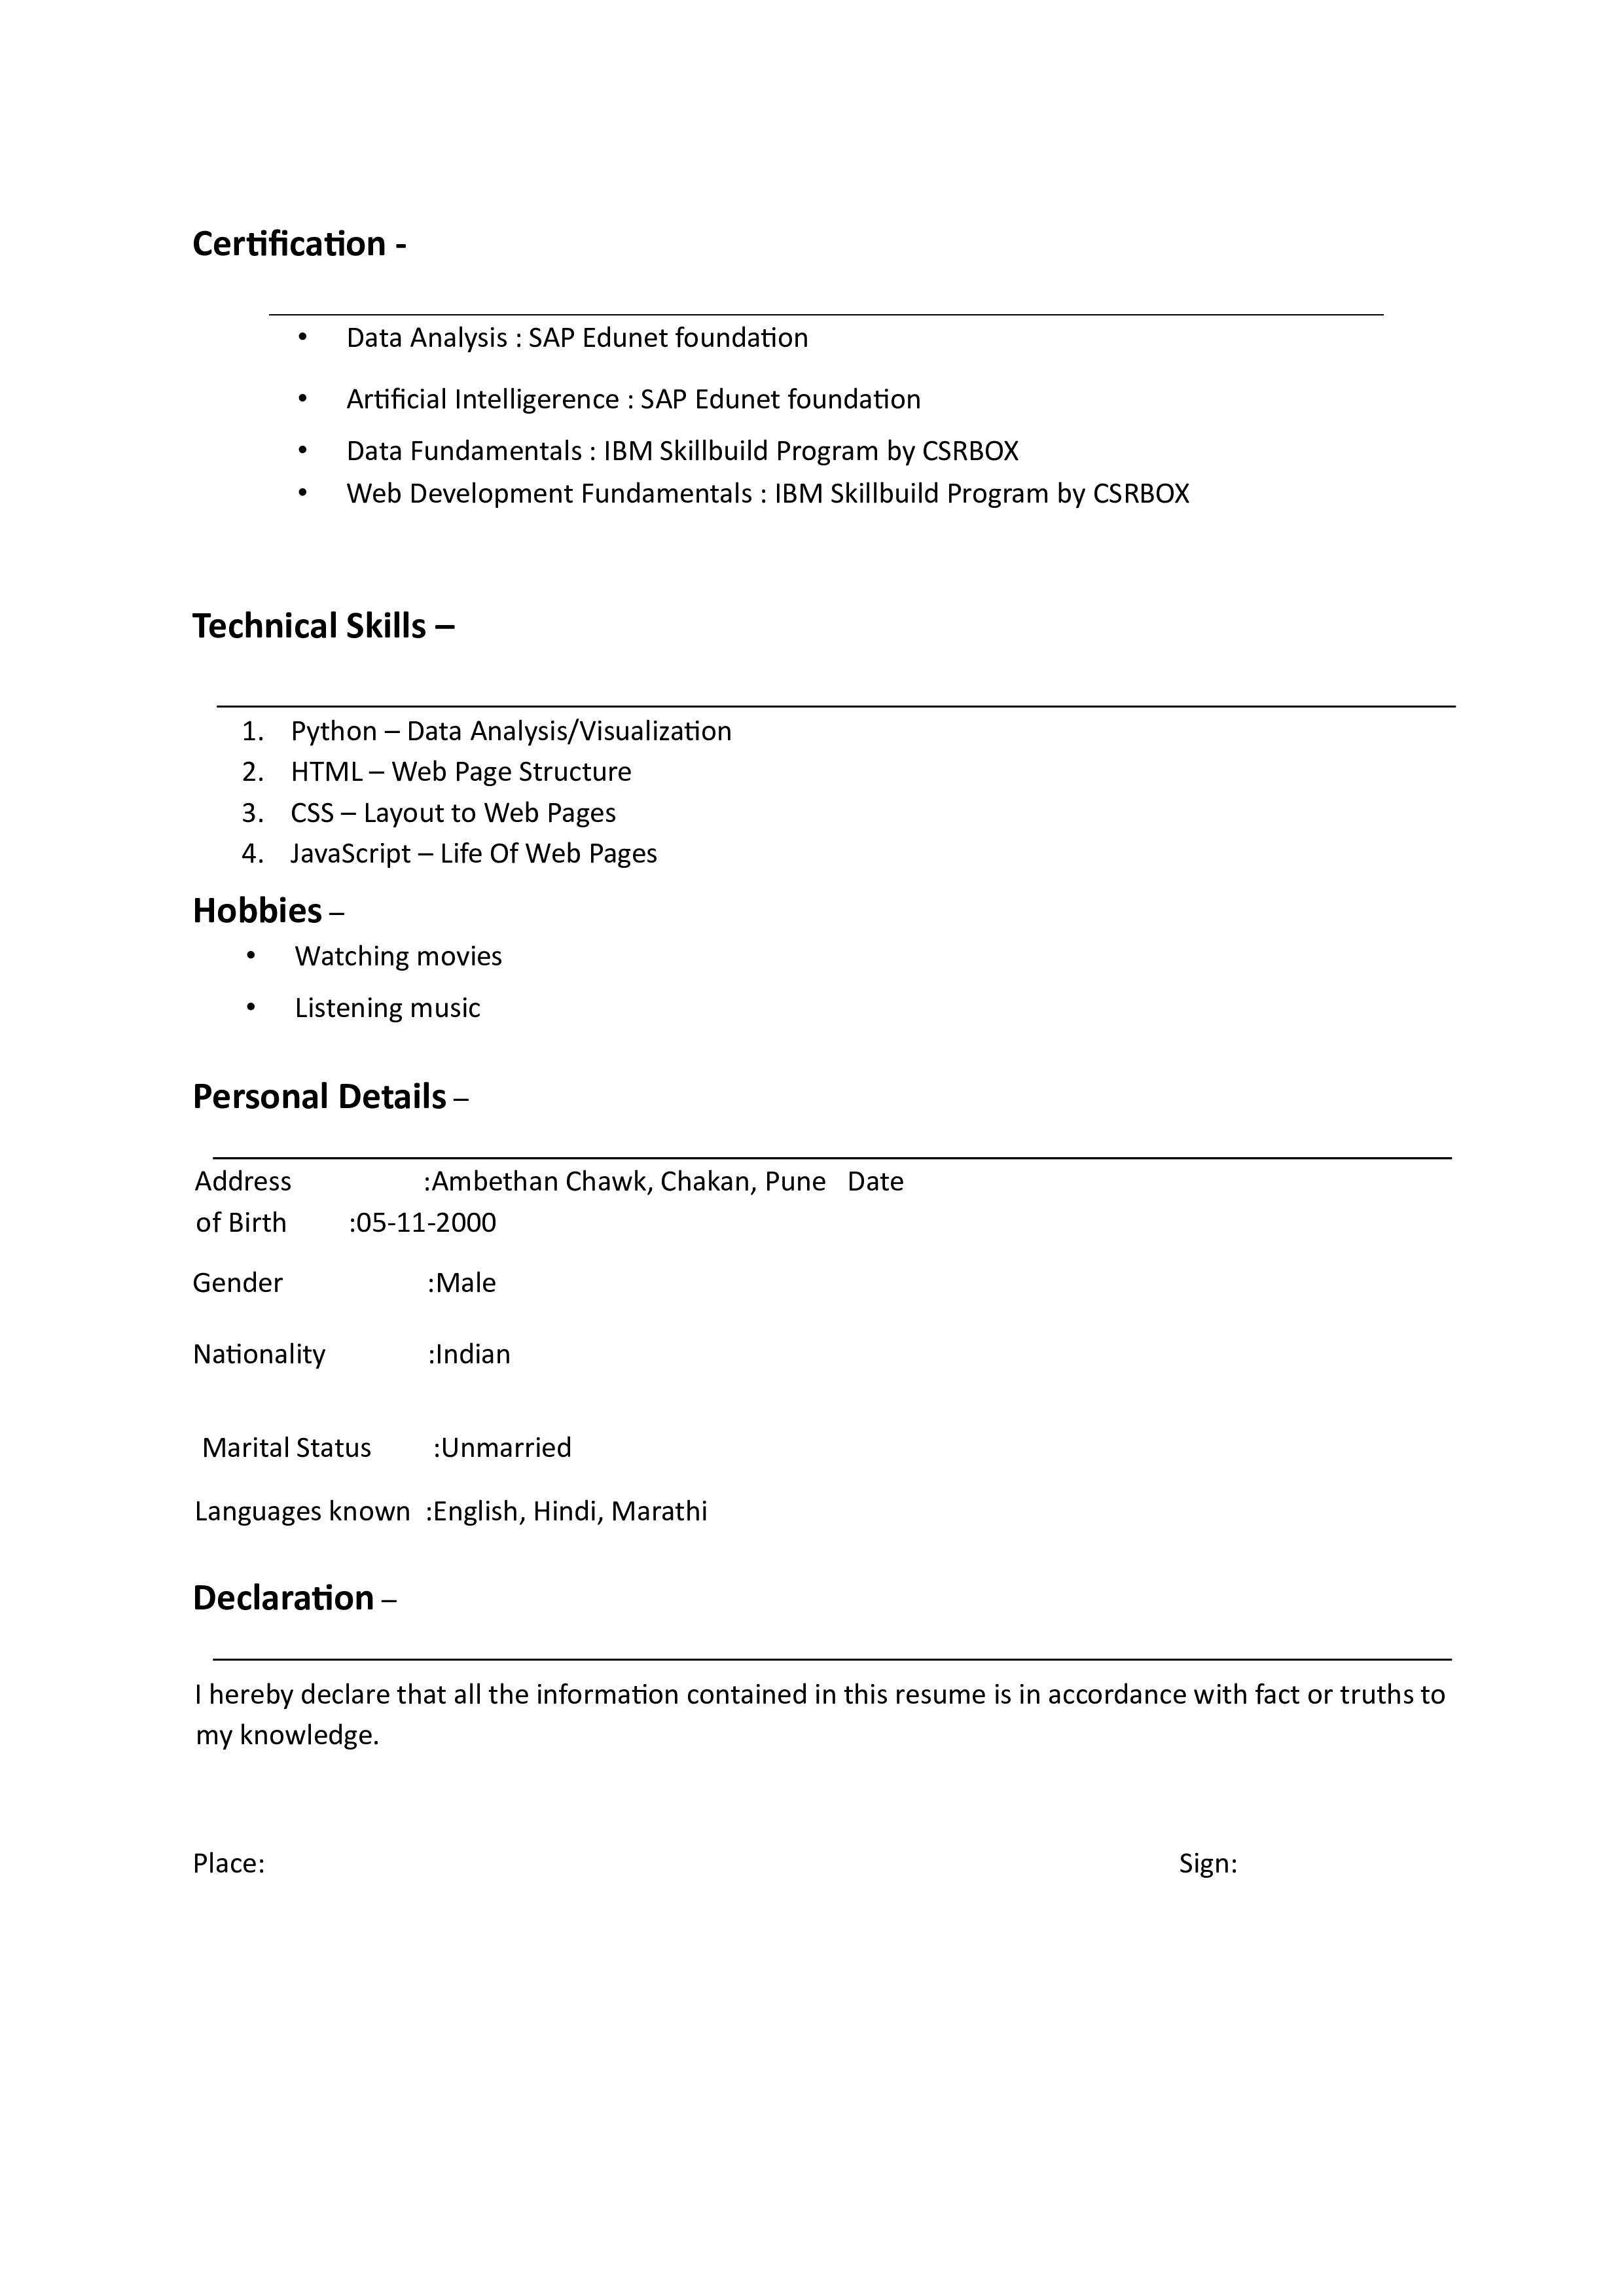 Certification -
• Data Analysis : SAP Edunet foundation
• Artificial Intelligerence : SAP Edunet foundation
• Data Fundamentals : IBM Skillbuild Program by CSRBOX
• Web Development Fundamentals : IBM Skillbuild Program by CSRBOX
Technical Skills –
1. Python – Data Analysis/Visualization
2. HTML – Web Page Structure
3. CSS – Layout to Web Pages
4. JavaScript – Life Of Web Pages
Hobbies –
• Watching movies
• Listening music
Personal Details –
Address :Ambethan Chawk, Chakan, Pune Date
of Birth :05-11-2000
Gender :Male
Nationality :Indian
Marital Status :Unmarried
Languages known :English, Hindi, Marathi
Declaration –
I hereby declare that all the information contained in this resume is in accordance with fact or truths to
my knowledge.
Place: Sign: